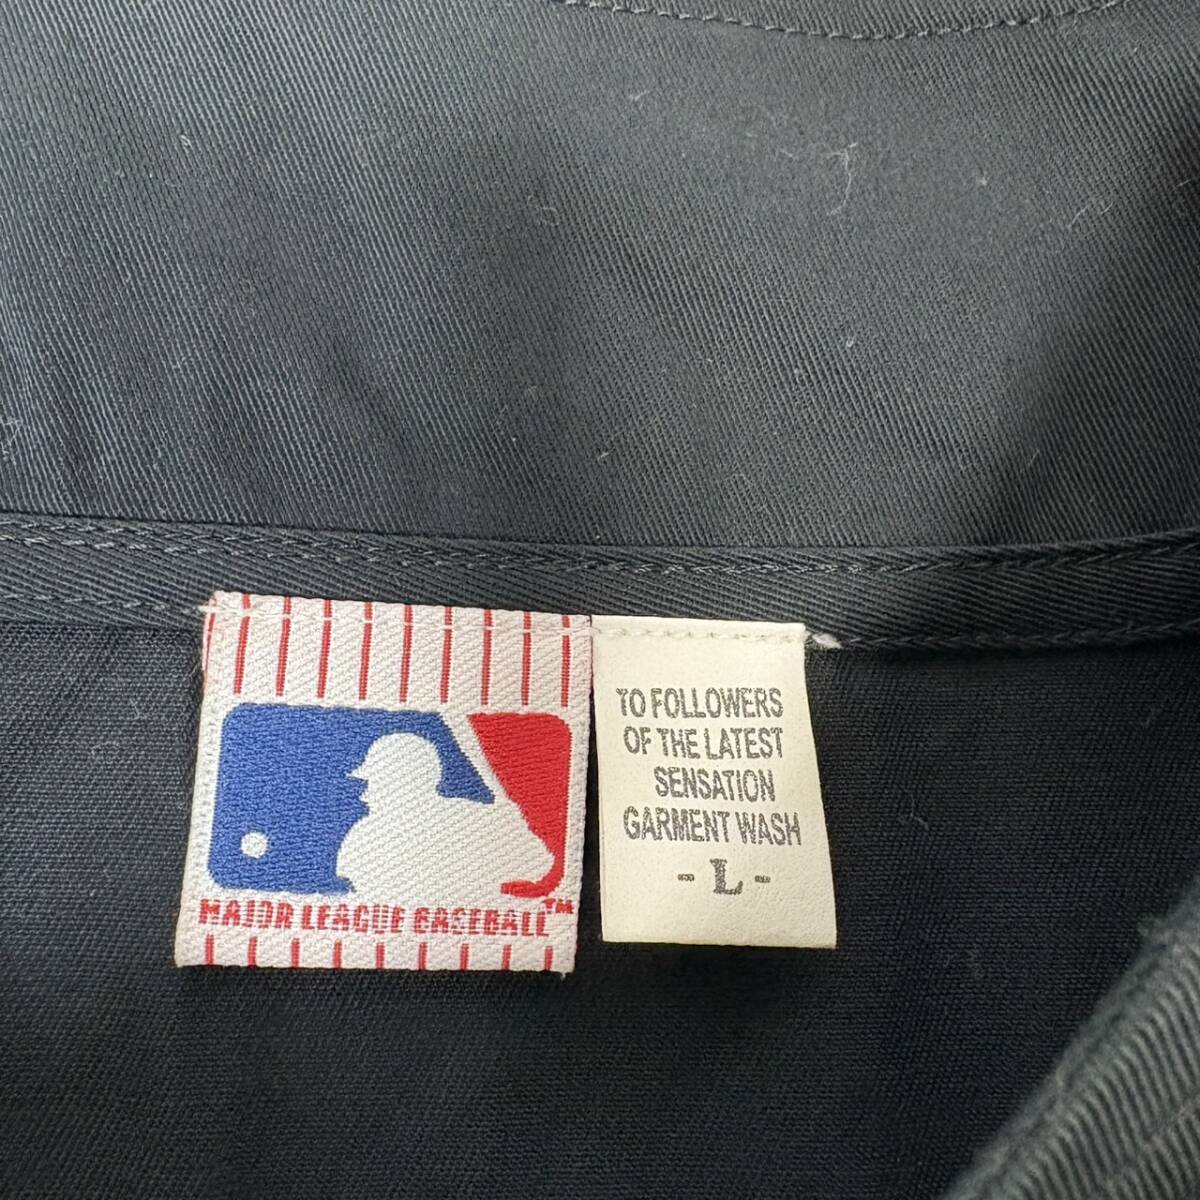 MAJOR LEAGUE BASEBALL™
TO FOLLOWERS
OF THE LATEST
SENSATION
GARMENT WASH
- L -